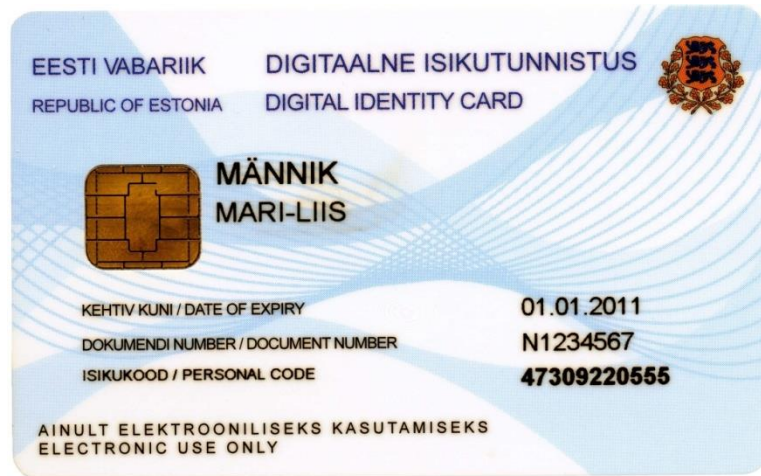 EESTI VABARIIK DIGITAALNE ISIKUTUNNISTUS
REPUBLIC OF ESTONIA DIGITAL IDENTITY CARD
MÄNNIK
MARI-LIIS
KEHTIV KUNI / DATE OF EXPIRY 01.01.2011
DOKUMENDI NUMBER / DOCUMENT NUMBER N1234567
ISIKUKOOD / PERSONAL CODE 47309220555
AINULT ELEKTROONILISEKS KASUTAMISEKS
ELECTRONIC USE ONLY